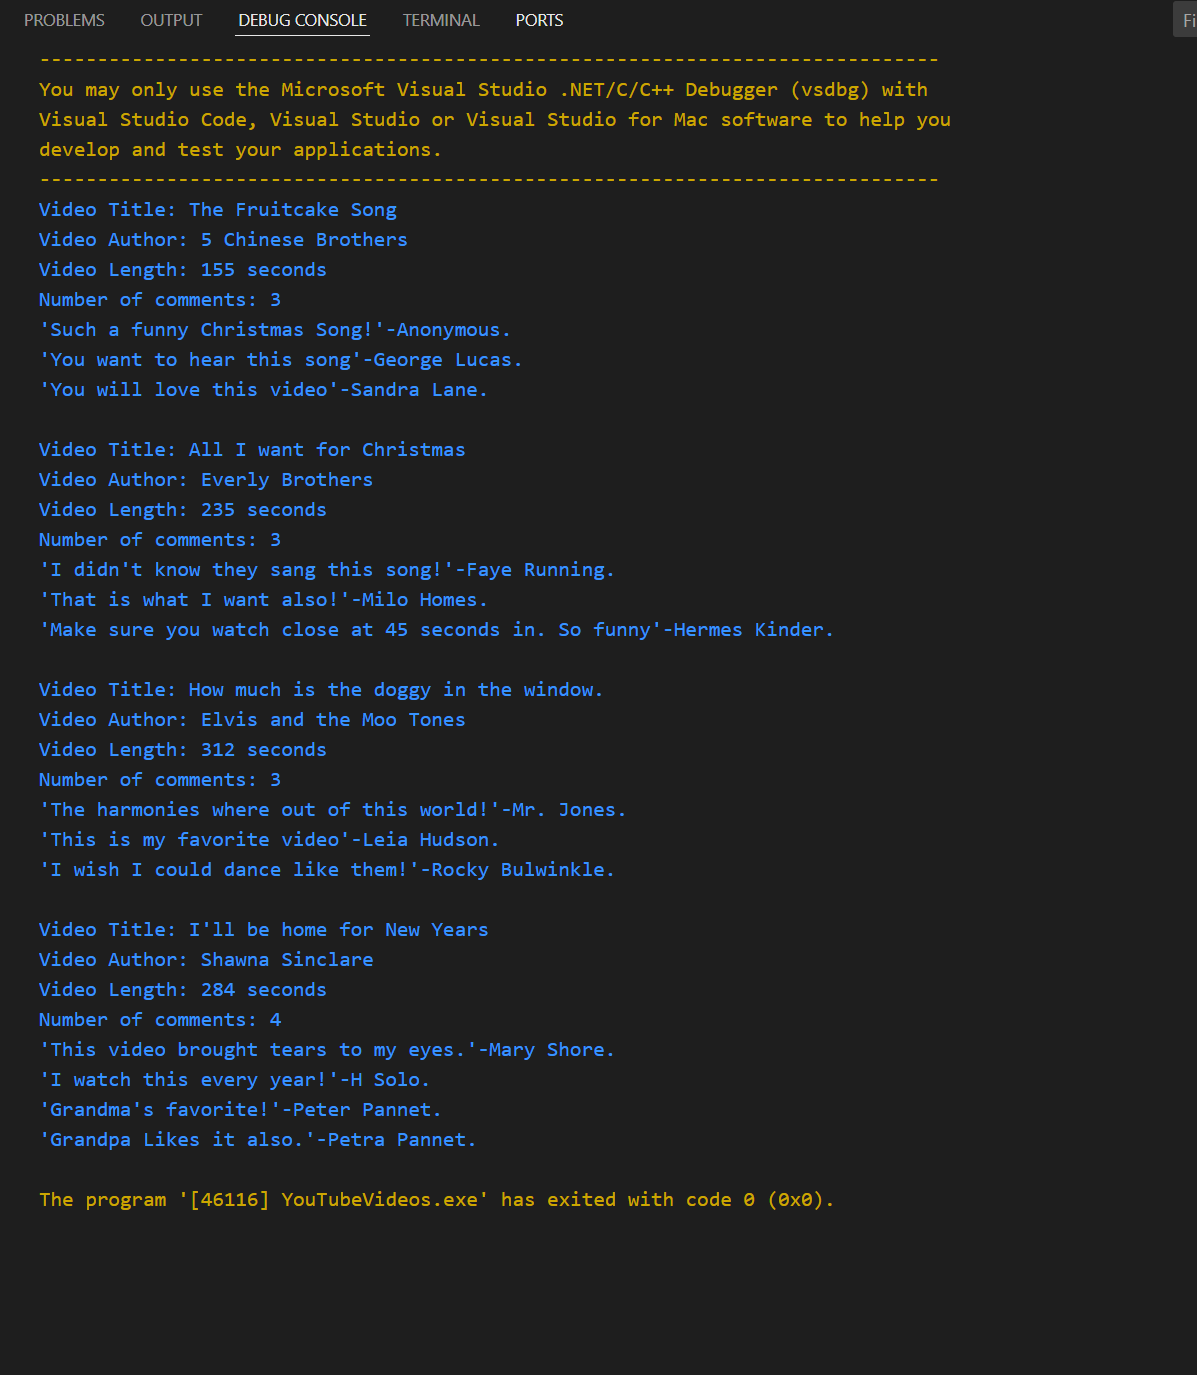 PROBLEMS OUTPUT DEBUG CONSOLE TERMINAL PORTS Fi
------------------------------------------------------------------------------
You may only use the Microsoft Visual Studio .NET/C/C++ Debugger (vsdbg) with
Visual Studio Code, Visual Studio or Visual Studio for Mac software to help you
develop and test your applications.
------------------------------------------------------------------------------
Video Title: The Fruitcake Song
Video Author: 5 Chinese Brothers
Video Length: 155 seconds
Number of comments: 3
'Such a funny Christmas Song!'-Anonymous.
'You want to hear this song'-George Lucas.
'You will love this video'-Sandra Lane.

Video Title: All I want for Christmas
Video Author: Everly Brothers
Video Length: 235 seconds
Number of comments: 3
'I didn't know they sang this song!'-Faye Running.
'That is what I want also!'-Milo Homes.
'Make sure you watch close at 45 seconds in. So funny'-Hermes Kinder.

Video Title: How much is the doggy in the window.
Video Author: Elvis and the Moo Tones
Video Length: 312 seconds
Number of comments: 3
'The harmonies where out of this world!'-Mr. Jones.
'This is my favorite video'-Leia Hudson.
'I wish I could dance like them!'-Rocky Bulwinkle.

Video Title: I'll be home for New Years
Video Author: Shawna Sinclare
Video Length: 284 seconds
Number of comments: 4
'This video brought tears to my eyes.'-Mary Shore.
'I watch this every year!'-H Solo.
'Grandma's favorite!'-Peter Pannet.
'Grandpa Likes it also.'-Petra Pannet.

The program '[46116] YouTubeVideos.exe' has exited with code 0 (0x0).